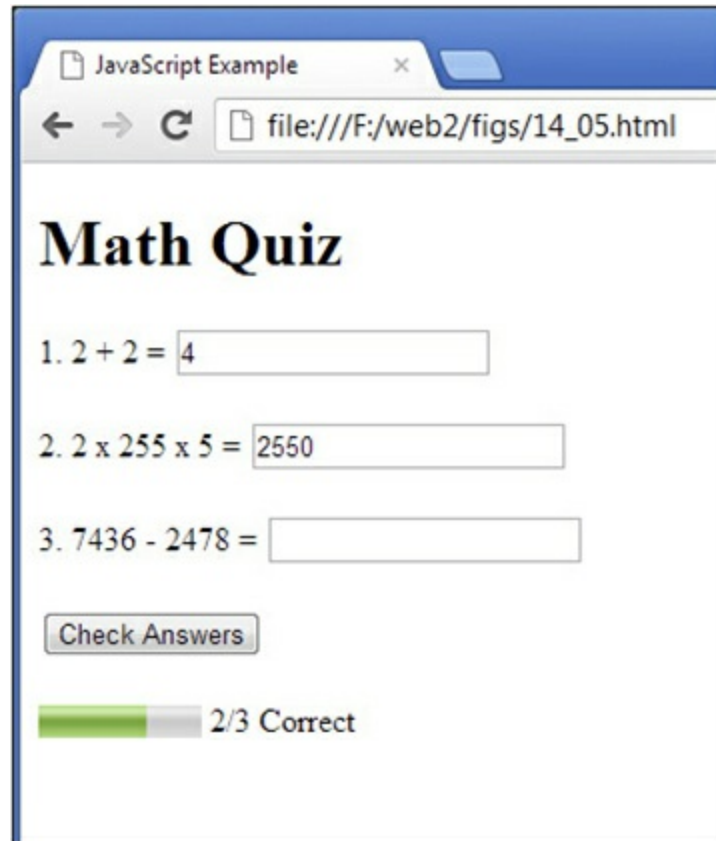 JavaScript Example
file:///F:/web2/figs/14_05.html
Math Quiz
1. 2 + 2 = 4
2. 2 x 255 x 5 = 2550
3. 7436 - 2478 =
Check Answers
2/3 Correct